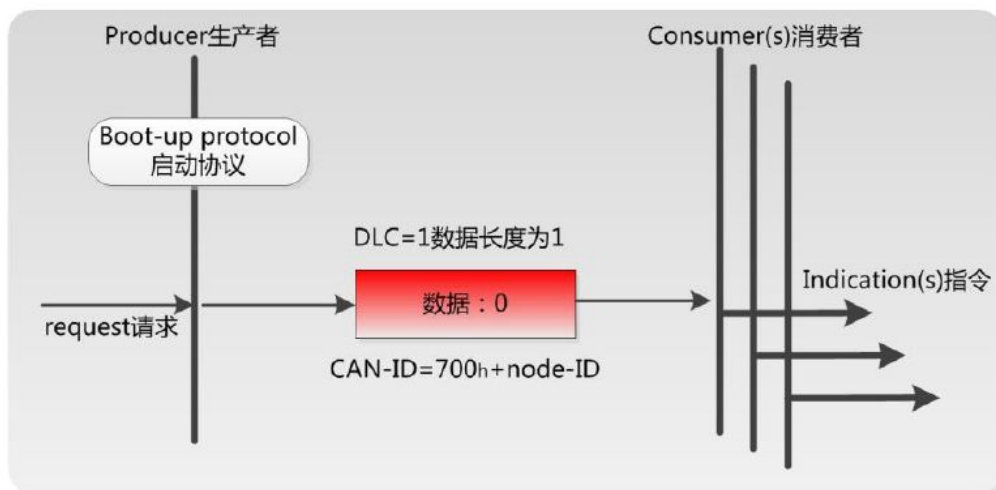 Producer生产者
Consumer(s)消费者
Boot-up protocol
启动协议
DLC=1数据长度为1
Indication(s)指令
数据：0
request请求
CAN-ID=700h+node-ID